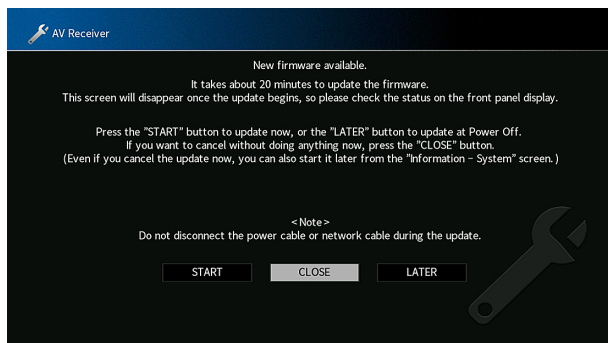 AV Receiver
New firmware available.
It takes about 20 minutes to update the firmware.
This screen will disappear once the update begins, so please check the status on the front panel display.
Press the "START" button to update now, or the "LATER" button to update at Power Off.
If you want to cancel without doing anything now, press the "CLOSE" button.
(Even if you cancel the update now, you can also start it later from the "Information – System" screen. )
<Note>
Do not disconnect the power cable or network cable during the update.
START
CLOSE
LATER